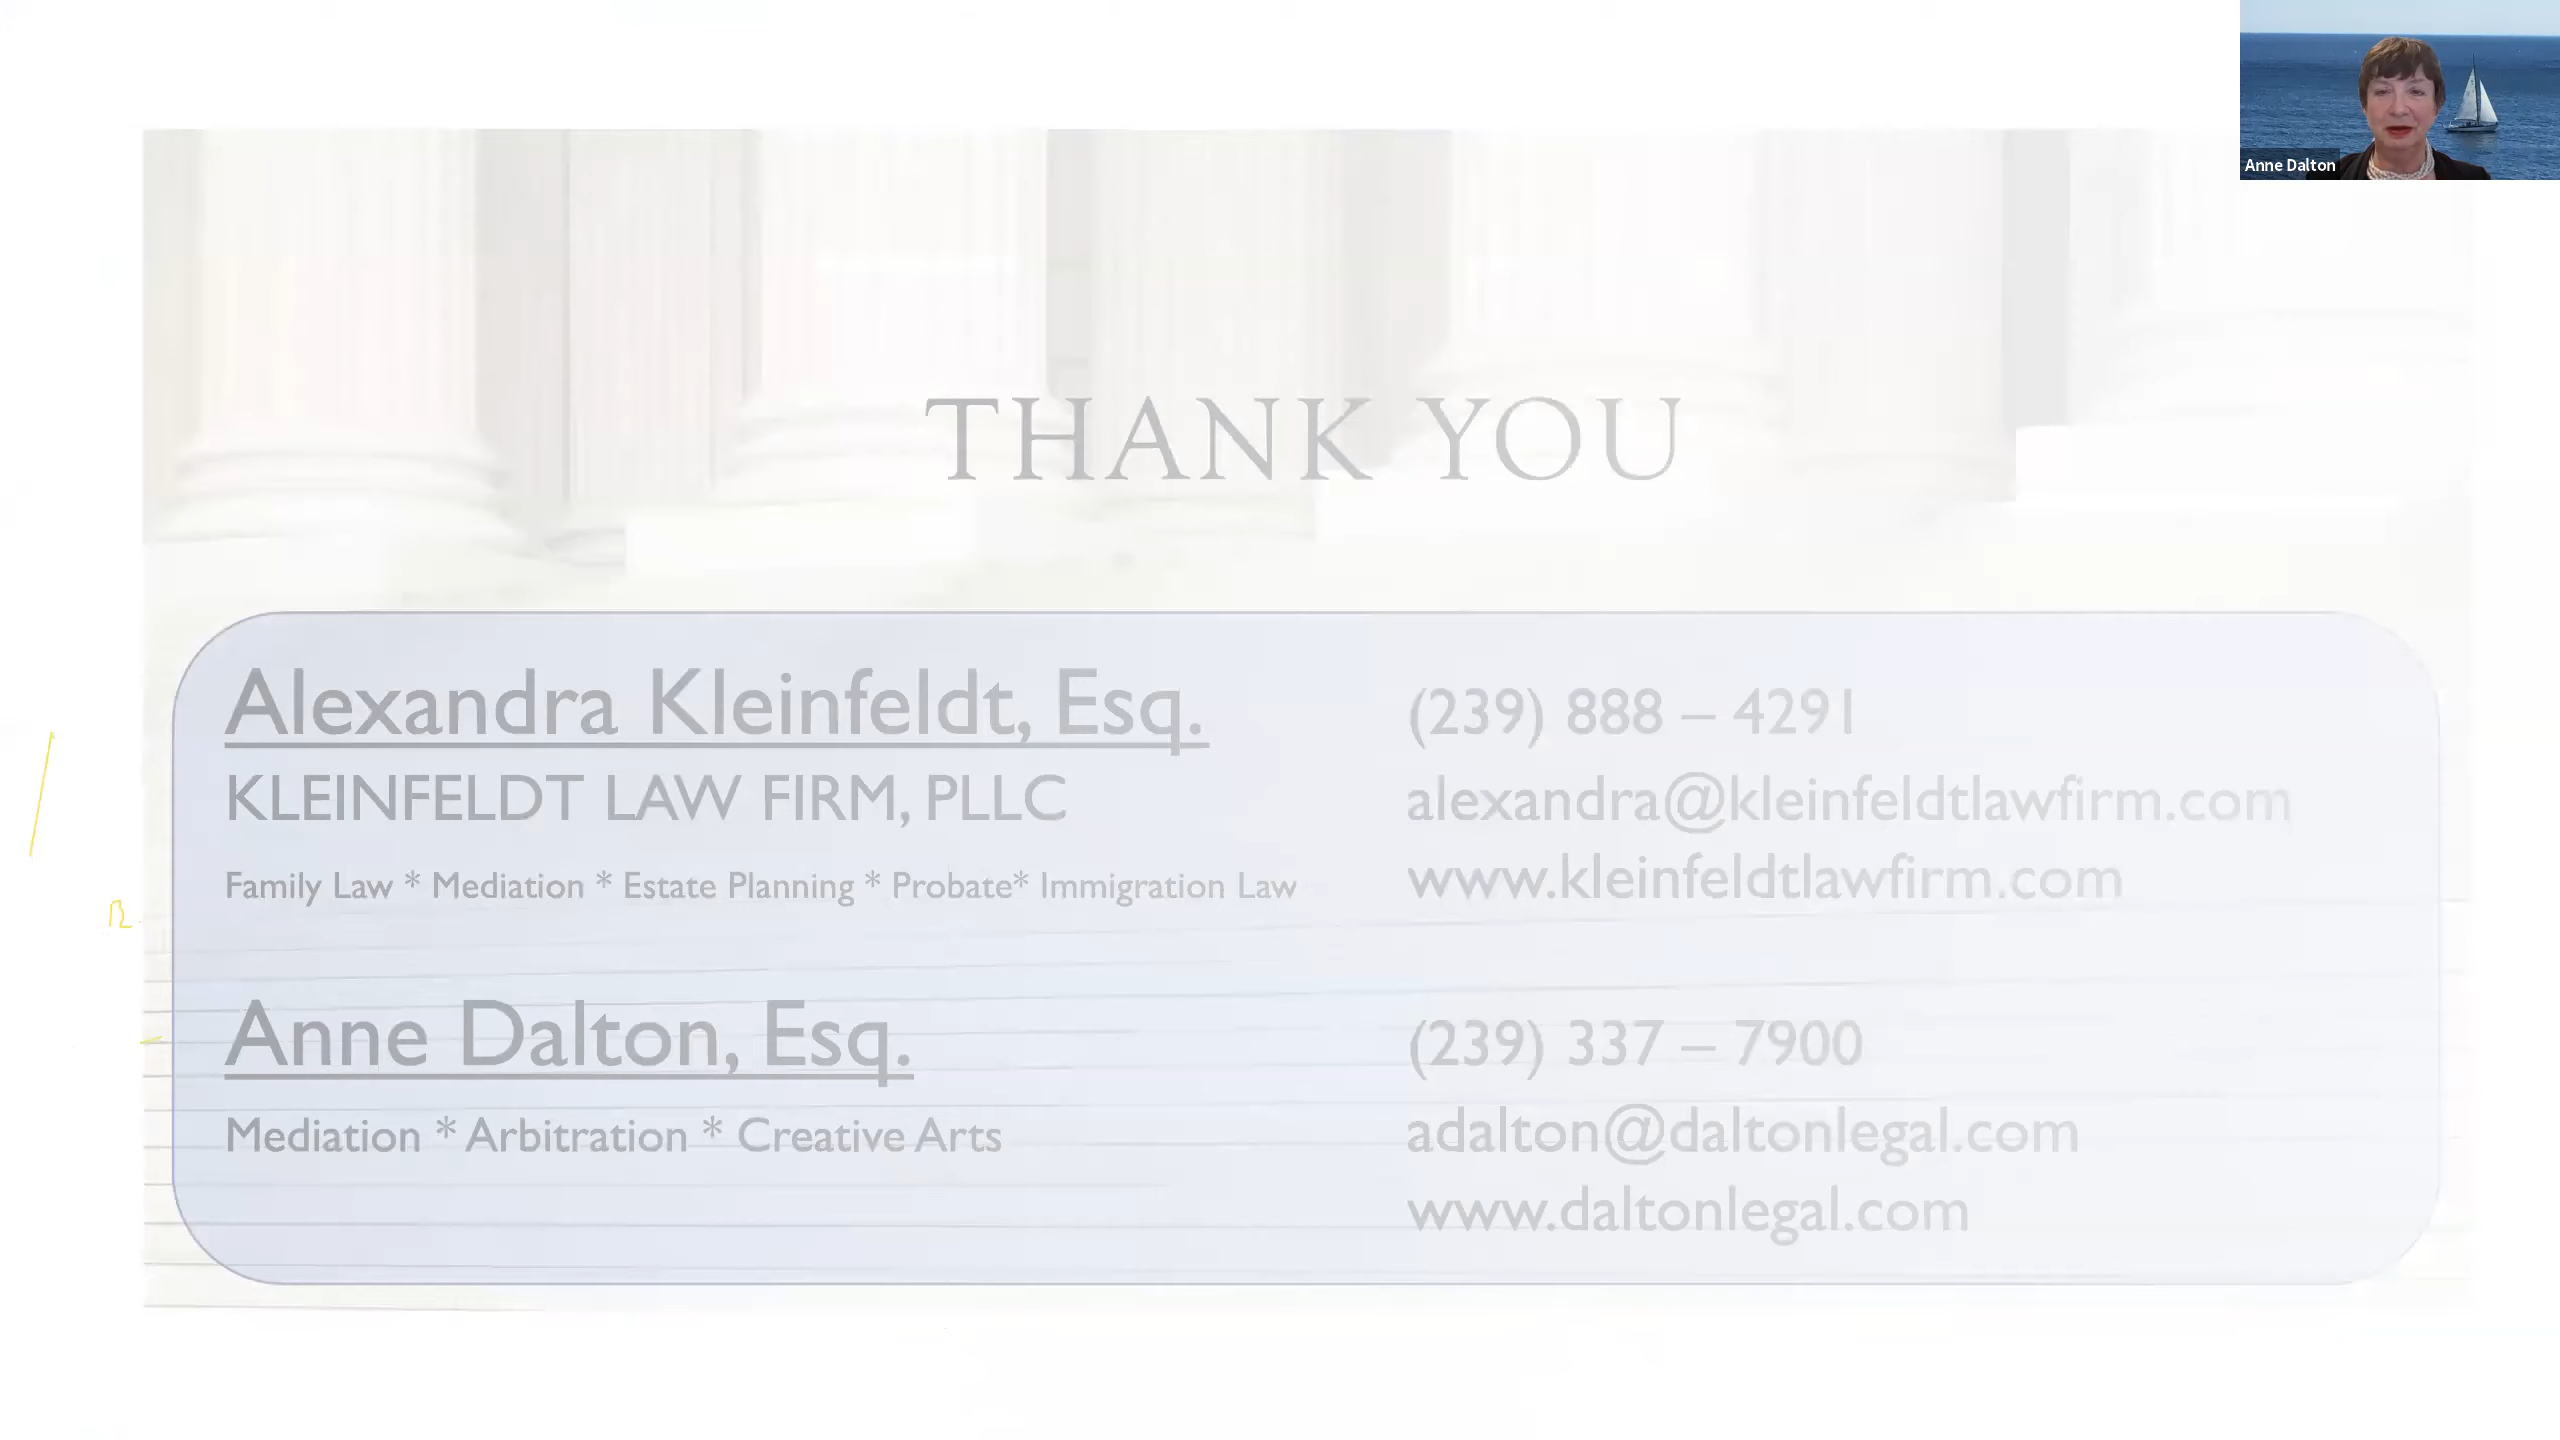 Anne Dalton
THANK YOU
Alexandra Kleinfeldt, Esq.
KLEINFELDT LAW FIRM, PLLC
Family Law * Mediation * Estate Planning * Probate* Immigration Law
(239) 888 – 4291
alexandra@kleinfeldtlawfirm.com
www.kleinfeldtlawfirm.com
Anne Dalton, Esq.
Mediation * Arbitration * Creative Arts
(239) 337 – 7900
adalton@daltonlegal.com
www.daltonlegal.com